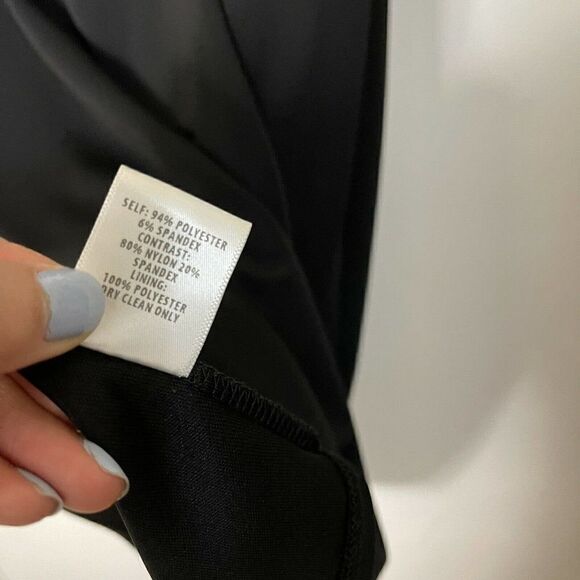 SELF: 94% POLYESTER
6% SPANDEX
CONTRAST:
80% NYLON 20%
SPANDEX
LINING:
100% POLYESTER
DRY CLEAN ONLY